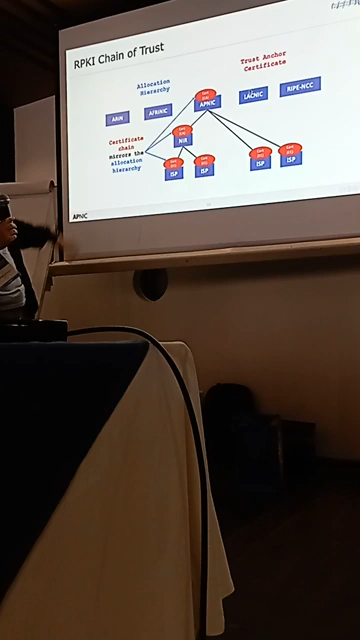 RPKI Chain of Trust
Allocation
Hierarchy
Trust Anchor
Certificate
ARIN
AFRINIC
APNIC
LACNIC
RIPE-NCC
Certificate
chain
mirrors the
allocation
hierarchy
NIR
ISP
ISP
ISP
ISP
APNIC